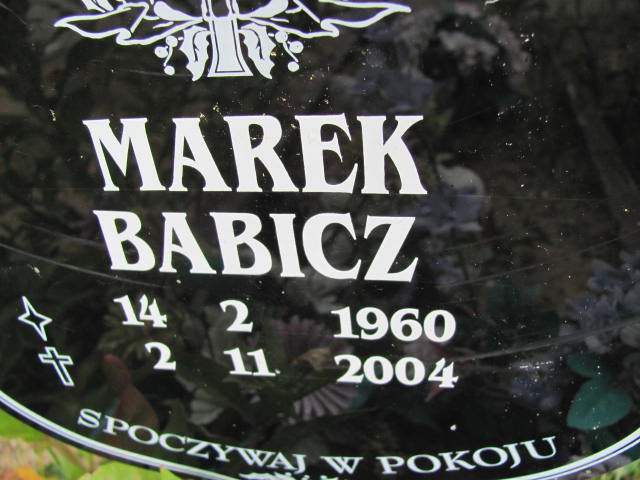 MAREK
BABICZ
14 2 1960
2 11 2004
SPOCZYWAJ W POKOJU